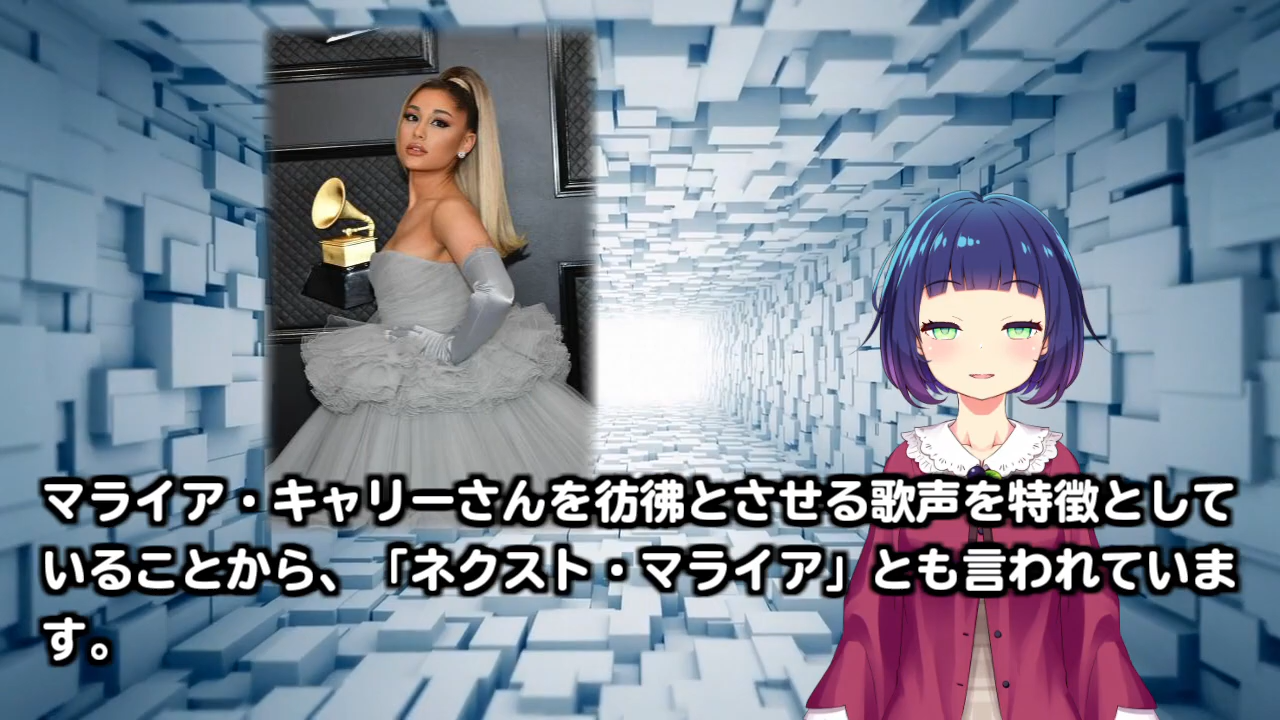 マライア・キャリーさんを彷彿とさせる歌声を特徴として
いることから、「ネクスト・マライア」とも言われていま
す。